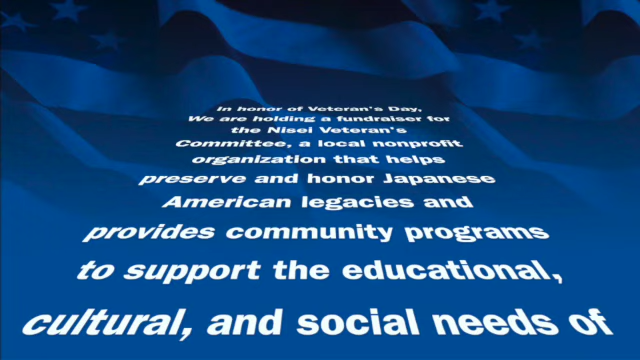 In honor of Veteran's Day,
We are holding a fundraiser for
the Nisei Veteran's
Committee, a local nonprofit
organization that helps
preserve and honor Japanese
American legacies and
provides community programs
to support the educational,
cultural, and social needs of